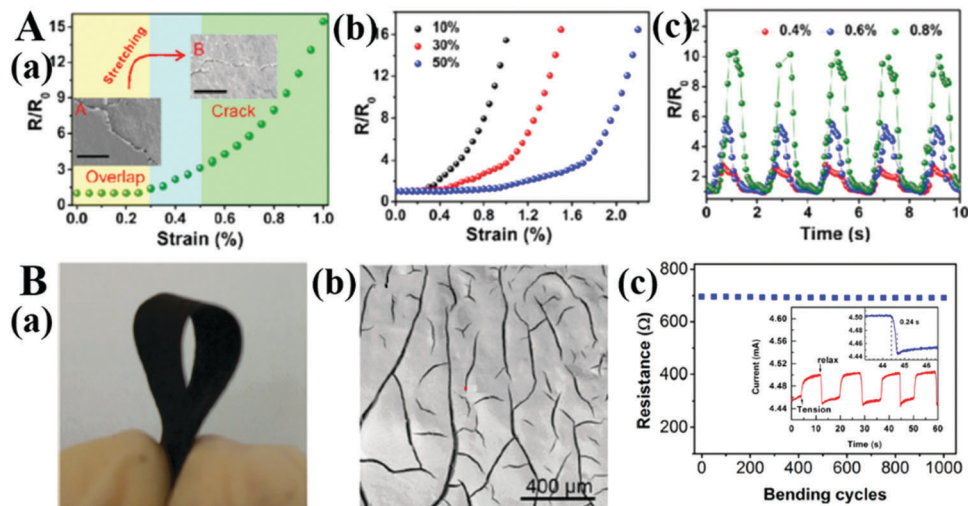 A
(a)
Stretching
A
B
Overlap
Crack
R/R0
15
12
9
6
3
0
0.0 0.2 0.4 0.6 0.8 1.0
Strain (%)
(b)
10%
30%
50%
R/R0
16
12
8
4
0
0.0 0.4 0.8 1.2 1.6 2.0
Strain (%)
(c)
0.4% 0.6% 0.8%
R/R0
12
10
8
6
4
2
0
0 2 4 6 8 10
Time (s)
B
(a)
(b)
400 μm
(c)
Resistance (Ω)
800
600
400
200
0 200 400 600 800 1000
Bending cycles
Current (mA)
4.60
4.56
4.52
4.48
4.44
relax
Tension
0 10 20 30 40 50 60
Time (s)
4.50
4.48
4.46
4.44
0.24 s
44 45 46